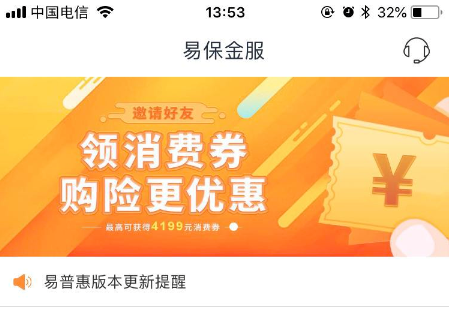 中国电信 13:53 32%
易保金服
邀请好友
领消费券
购险更优惠
最高可获得4199元消费券
易普惠版本更新提醒